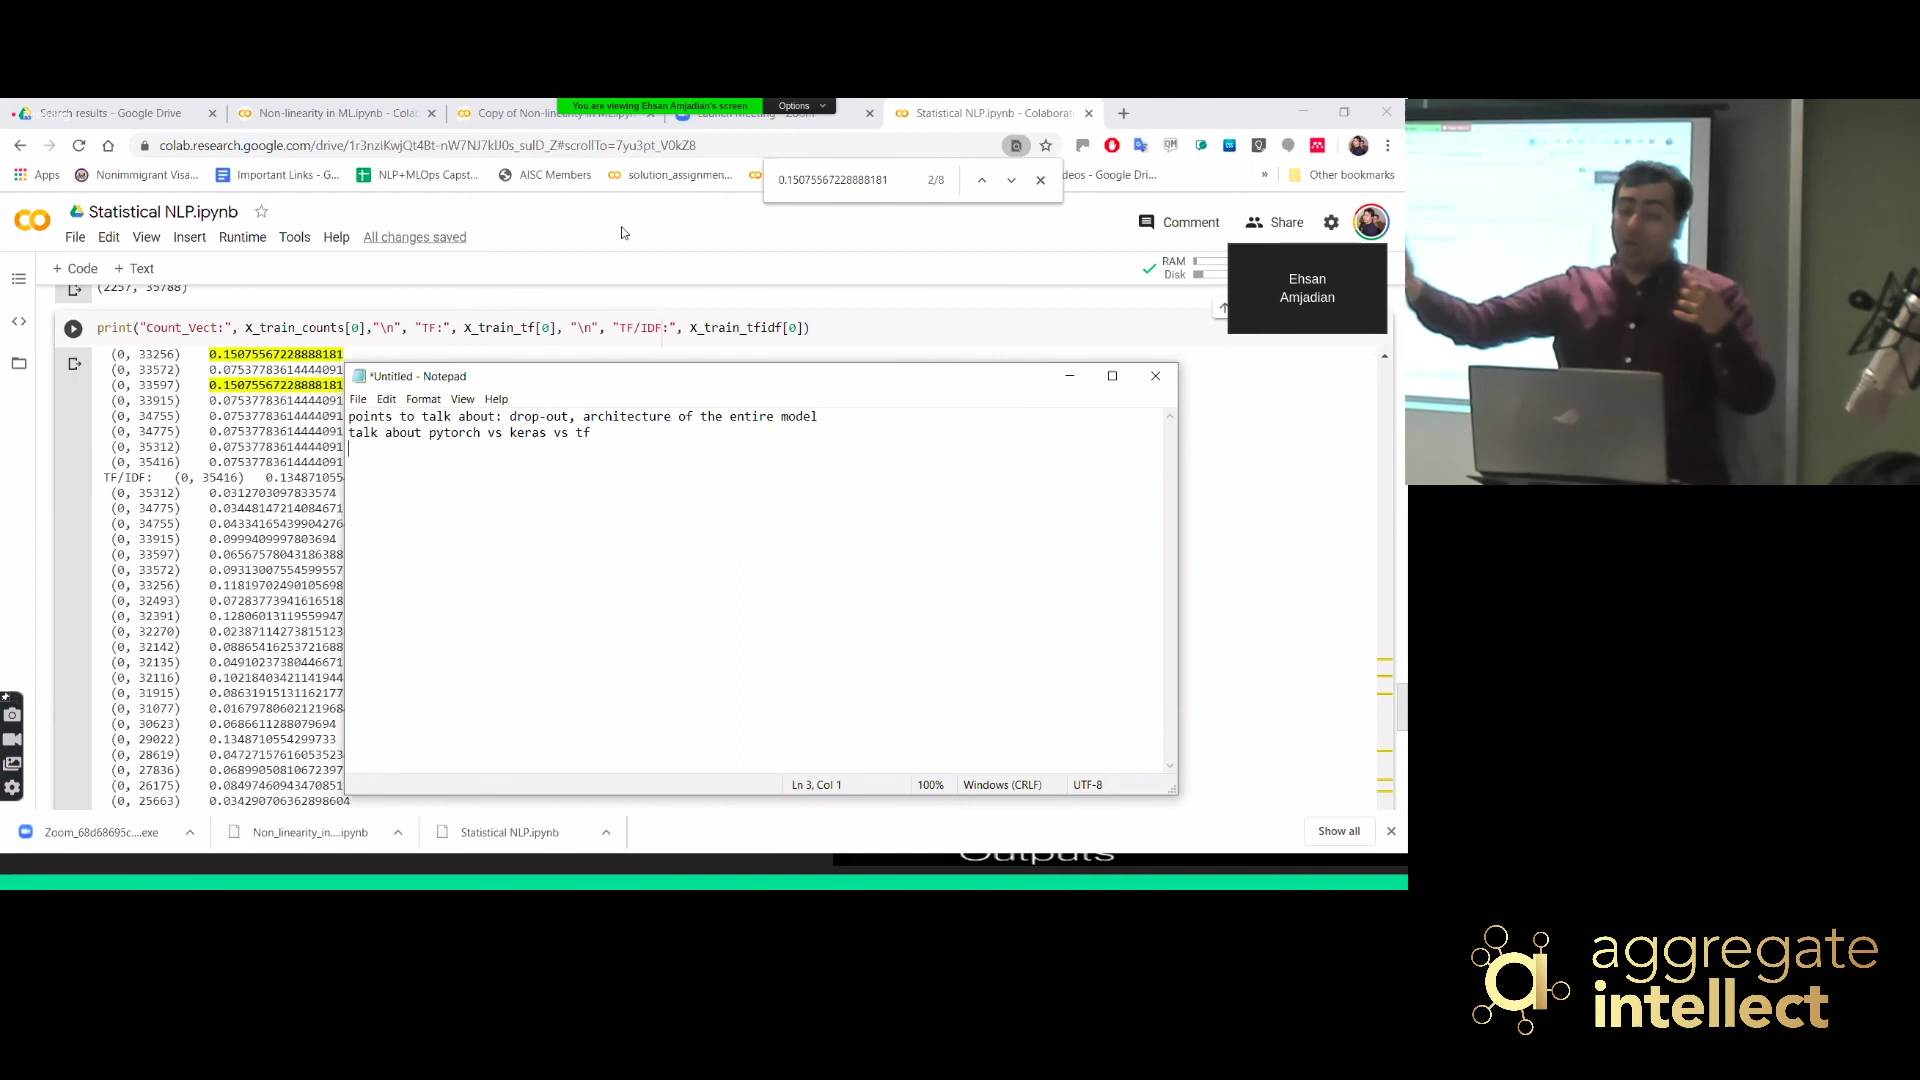 Search results - Google Drive
Non-linearity in ML.ipynb - Colab
You are viewing Ehsan Amjadian's screen
Options
Statistical NLP.ipynb - Colaborat
colab.research.google.com/drive/1r3nziKwjQt4Bt-nW7NJ7klJ0s_sulD_Z#scrollTo=7yu3pt_V0kZ8
Apps
Nonimmigrant Visa...
Important Links - G...
NLP+MLOps Capst...
AISC Members
solution_assignmen...
0.15075567228888181
2/8
deos - Google Dri...
Other bookmarks
Statistical NLP.ipynb
Comment
Share
File Edit View Insert Runtime Tools Help All changes saved
+ Code + Text
RAM
Disk
Ehsan
Amjadian
(2257, 35788)
print("Count_Vect:", X_train_counts[0],"\n", "TF:", X_train_tf[0], "\n", "TF/IDF:", X_train_tfidf[0])
(0, 33256) 0.15075567228888181
(0, 33572) 0.07537783614444091
(0, 33597) 0.15075567228888181
(0, 33915) 0.07537783614444091
(0, 34755) 0.07537783614444091
(0, 34775) 0.07537783614444091
(0, 35312) 0.07537783614444091
(0, 35416) 0.07537783614444091
TF/IDF: (0, 35416) 0.1348710554
(0, 35312) 0.0312703097833574
(0, 34775) 0.03448147214084671
(0, 34755) 0.04334165439904276
(0, 33915) 0.0999409997803694
(0, 33597) 0.06567578043186388
(0, 33572) 0.09313007554599557
(0, 33256) 0.11819702490105698
(0, 32493) 0.07283773941616518
(0, 32391) 0.12806013119559947
(0, 32270) 0.02387114273815123
(0, 32142) 0.08865416253721688
(0, 32135) 0.04910237380446671
(0, 32116) 0.10218403421141944
(0, 31915) 0.08631915131162177
(0, 31077) 0.01679780602121968
(0, 30623) 0.0686611288079694
(0, 29022) 0.1348710554299733
(0, 28619) 0.04727157616053523
(0, 27836) 0.06899050810672397
(0, 26175) 0.08497460943470851
(0, 25663) 0.034290706362898604
*Untitled - Notepad
File Edit Format View Help
points to talk about: drop-out, architecture of the entire model
talk about pytorch vs keras vs tf
Ln 3, Col 1
100%
Windows (CRLF)
UTF-8
Zoom_68d68695c....exe
Non_linearity_in....ipynb
Statistical NLP.ipynb
Show all
Outputs
aggregate
intellect